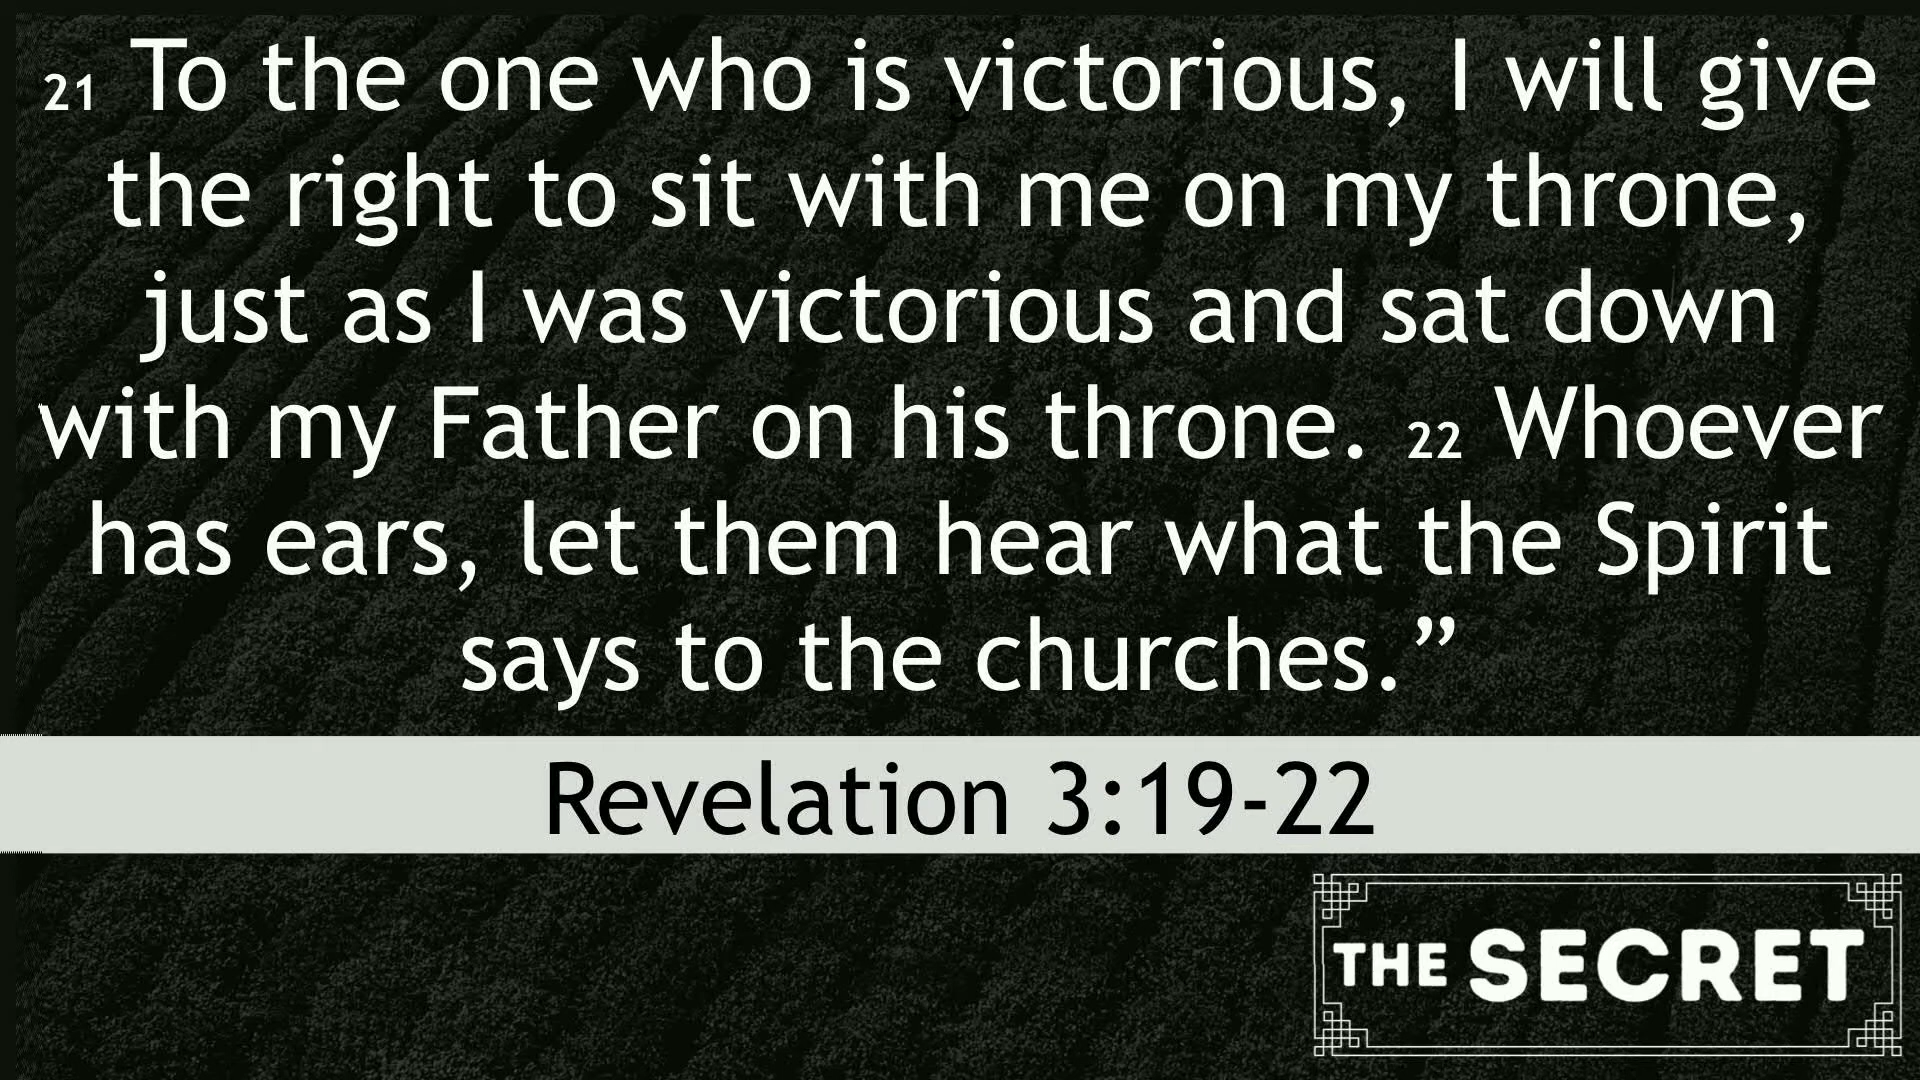 21 To the one who is victorious, I will give
the right to sit with me on my throne,
just as I was victorious and sat down
with my Father on his throne. 22 Whoever
has ears, let them hear what the Spirit
says to the churches.”
Revelation 3:19-22
THE SECRET